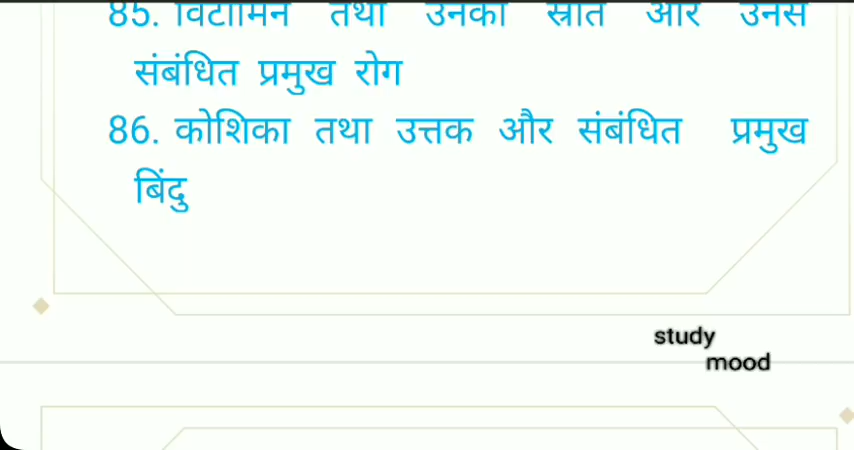 85. विटामिन तथा उनका स्रोत और उनसे
संबंधित प्रमुख रोग
86. कोशिका तथा उत्तक और संबंधित प्रमुख
बिंदु
study
mood